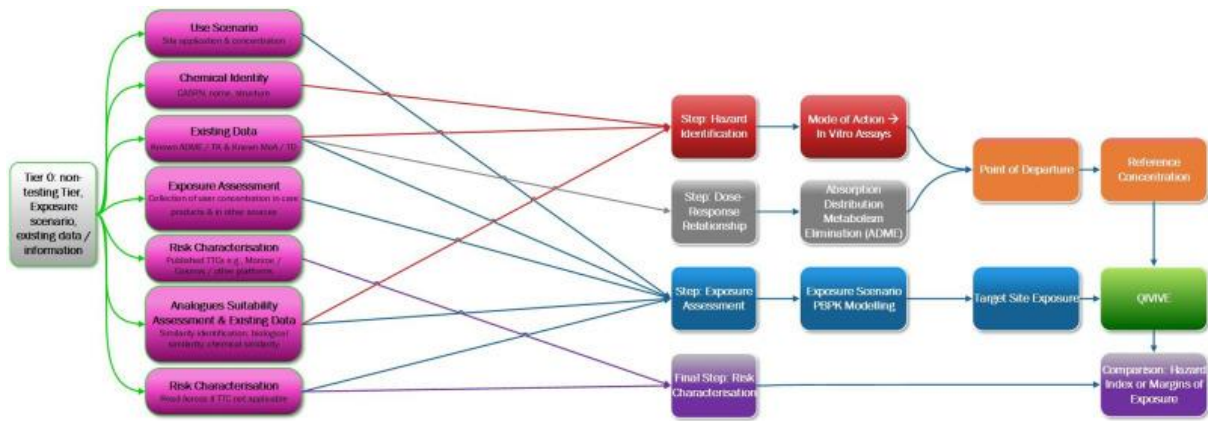 Use Scenario
Site application & concentration
Chemical Identity
CASRN, name, structure
Existing Data
Known ADME / TK & Known MoA / TD
Exposure Assessment
Collection of user concentration in case
products & in other sources
Risk Characterisation
Published TTCs e.g., Munroe /
Cosmos / other platforms
Analogues Suitability
Assessment & Existing Data
Similarity identification, biological
similarity, chemical similarity
Risk Characterisation
Read Across if TTC not applicable
Tier 0: non-
testing Tier,
Exposure
scenario,
existing data /
information
Step: Hazard
Identification
Mode of Action →
In Vitro Assays
Step: Dose-
Response
Relationship
Absorption
Distribution
Metabolism
Elimination (ADME)
Point of Departure
Reference
Concentration
Step: Exposure
Assessment
Exposure Scenario
PBPK Modelling
Target Site Exposure
QIVIVE
Final Step: Risk
Characterisation
Comparison: Hazard
Index or Margins of
Exposure